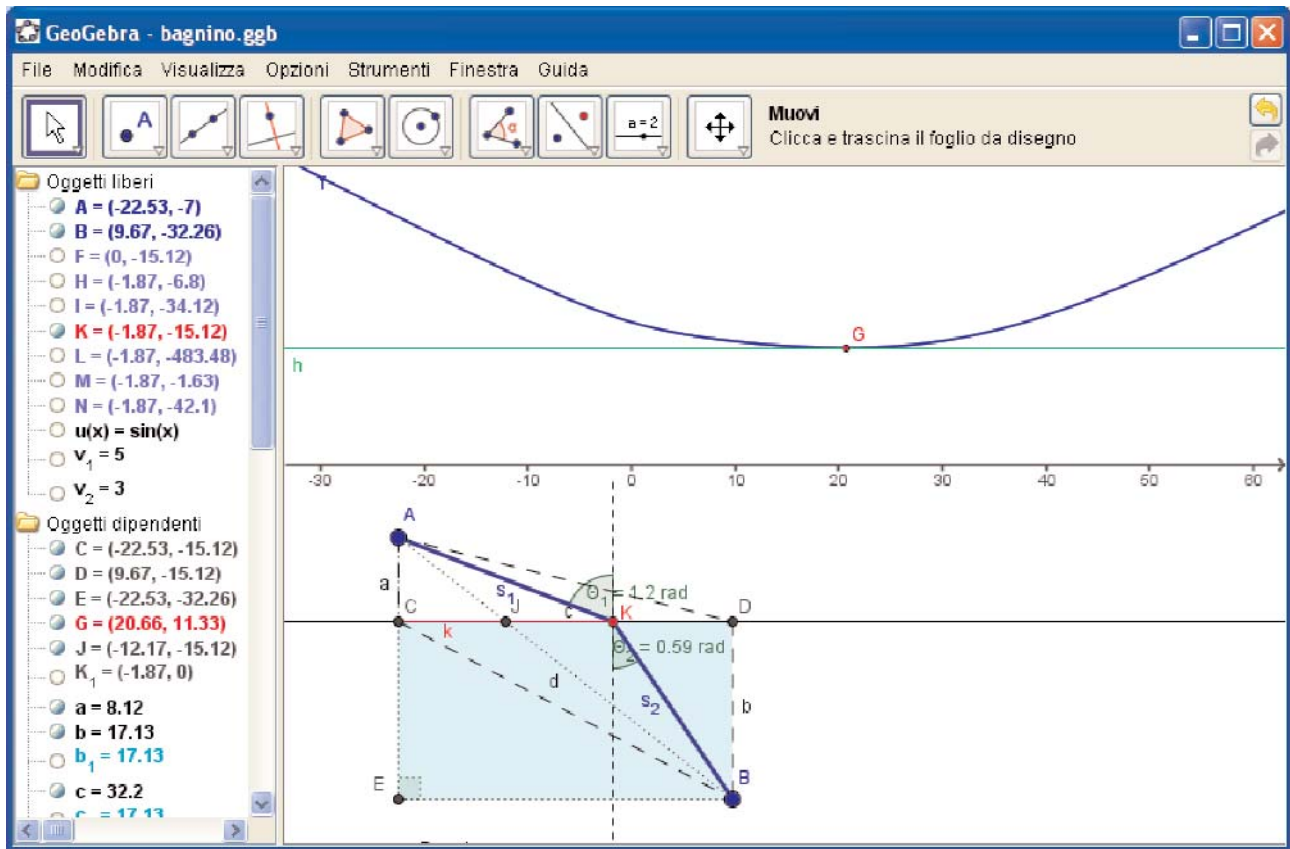 GeoGebra - bagnino.ggb
File Modifica Visualizza Opzioni Strumenti Finestra Guida
A
α
a = 2
Muovi
Clicca e trascina il foglio da disegno
Oggetti liberi
A = (-22.53, -7)
B = (9.67, -32.26)
F = (0, -15.12)
H = (-1.87, -6.8)
I = (-1.87, -34.12)
K = (-1.87, -15.12)
L = (-1.87, -483.48)
M = (-1.87, -1.63)
N = (-1.87, -42.1)
u(x) = sin(x)
v₁ = 5
v₂ = 3
Oggetti dipendenti
C = (-22.53, -15.12)
D = (9.67, -15.12)
E = (-22.53, -32.26)
G = (20.66, 11.33)
J = (-12.17, -15.12)
K₁ = (-1.87, 0)
a = 8.12
b = 17.13
b₁ = 17.13
c = 32.2
T
G
h
-30 -20 -10 0 10 20 30 40 50 60
A
a
s₁
Θ₁ = 1.2 rad
C J c K D
k
Θ₂ = 0.59 rad
d
s₂
b
E
B